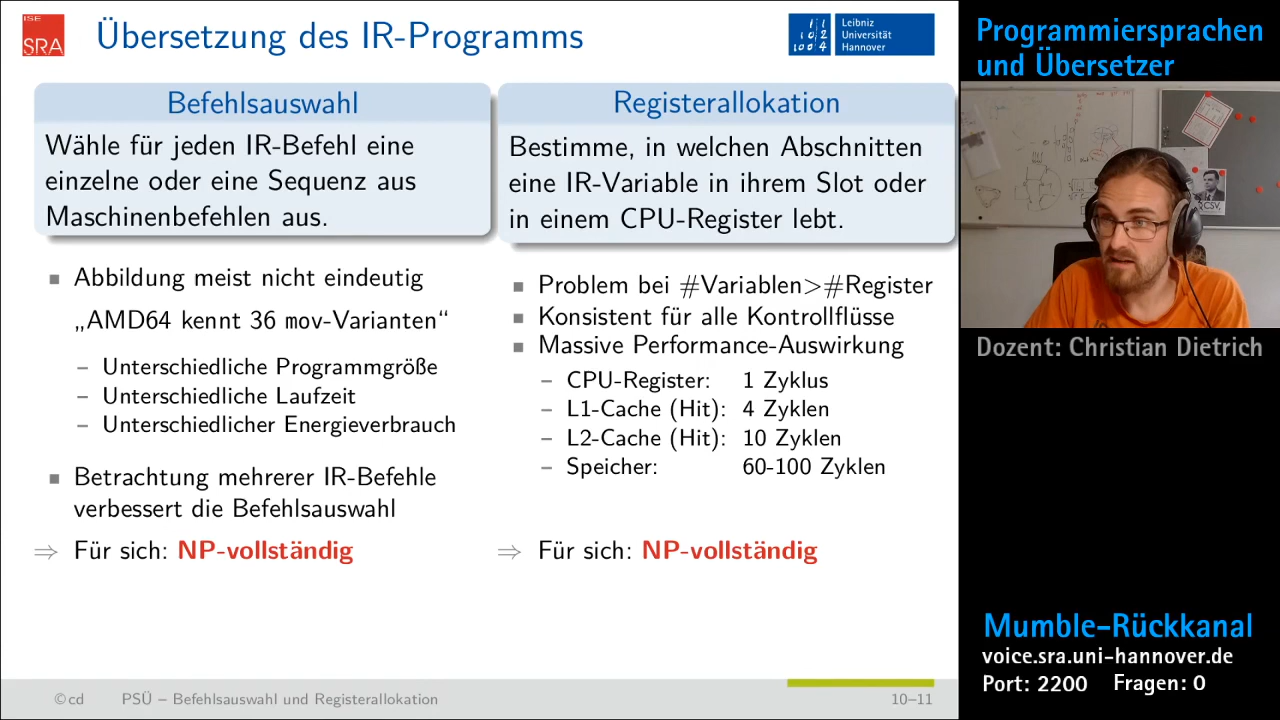 ISE
SRA
Übersetzung des IR-Programms
Leibniz
Universität
Hannover
Befehlsauswahl
Wähle für jeden IR-Befehl eine
einzelne oder eine Sequenz aus
Maschinenbefehlen aus.
■ Abbildung meist nicht eindeutig
„AMD64 kennt 36 mov-Varianten“
– Unterschiedliche Programmgröße
– Unterschiedliche Laufzeit
– Unterschiedlicher Energieverbrauch
■ Betrachtung mehrerer IR-Befehle
verbessert die Befehlsauswahl
⇒ Für sich: NP-vollständig
Registerallokation
Bestimme, in welchen Abschnitten
eine IR-Variable in ihrem Slot oder
in einem CPU-Register lebt.
■ Problem bei #Variablen>#Register
■ Konsistent für alle Kontrollflüsse
■ Massive Performance-Auswirkung
– CPU-Register: 1 Zyklus
– L1-Cache (Hit): 4 Zyklen
– L2-Cache (Hit): 10 Zyklen
– Speicher: 60-100 Zyklen
⇒ Für sich: NP-vollständig
©cd PSÜ – Befehlsauswahl und Registerallokation 10–11
Programmiersprachen
und Übersetzer
CSV,
Dozent: Christian Dietrich
Mumble-Rückkanal
voice.sra.uni-hannover.de
Port: 2200 Fragen: 0